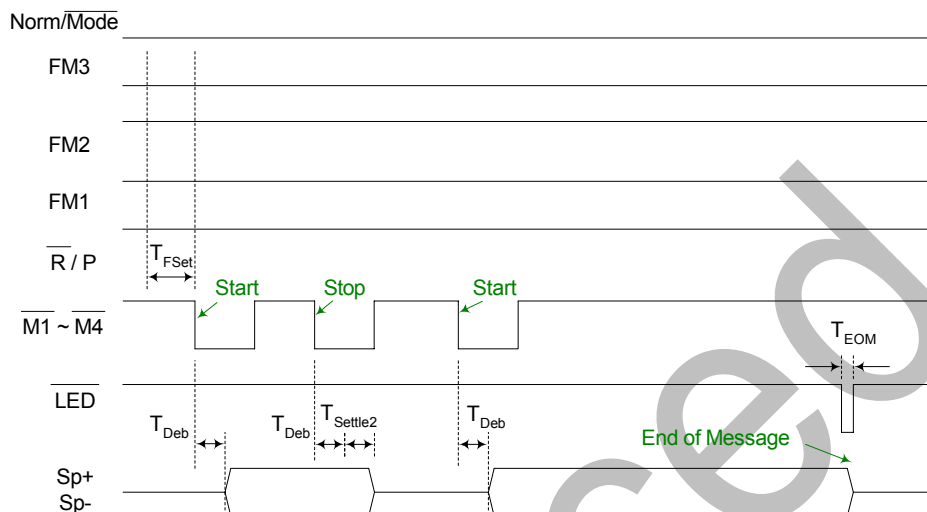 Norm/Mode
FM3
FM2
FM1
R / P
TFSet
Start
Stop
Start
M1 ~ M4
TEOM
LED
TDeb
TDeb
TSettle2
TDeb
End of Message
Sp+
Sp-